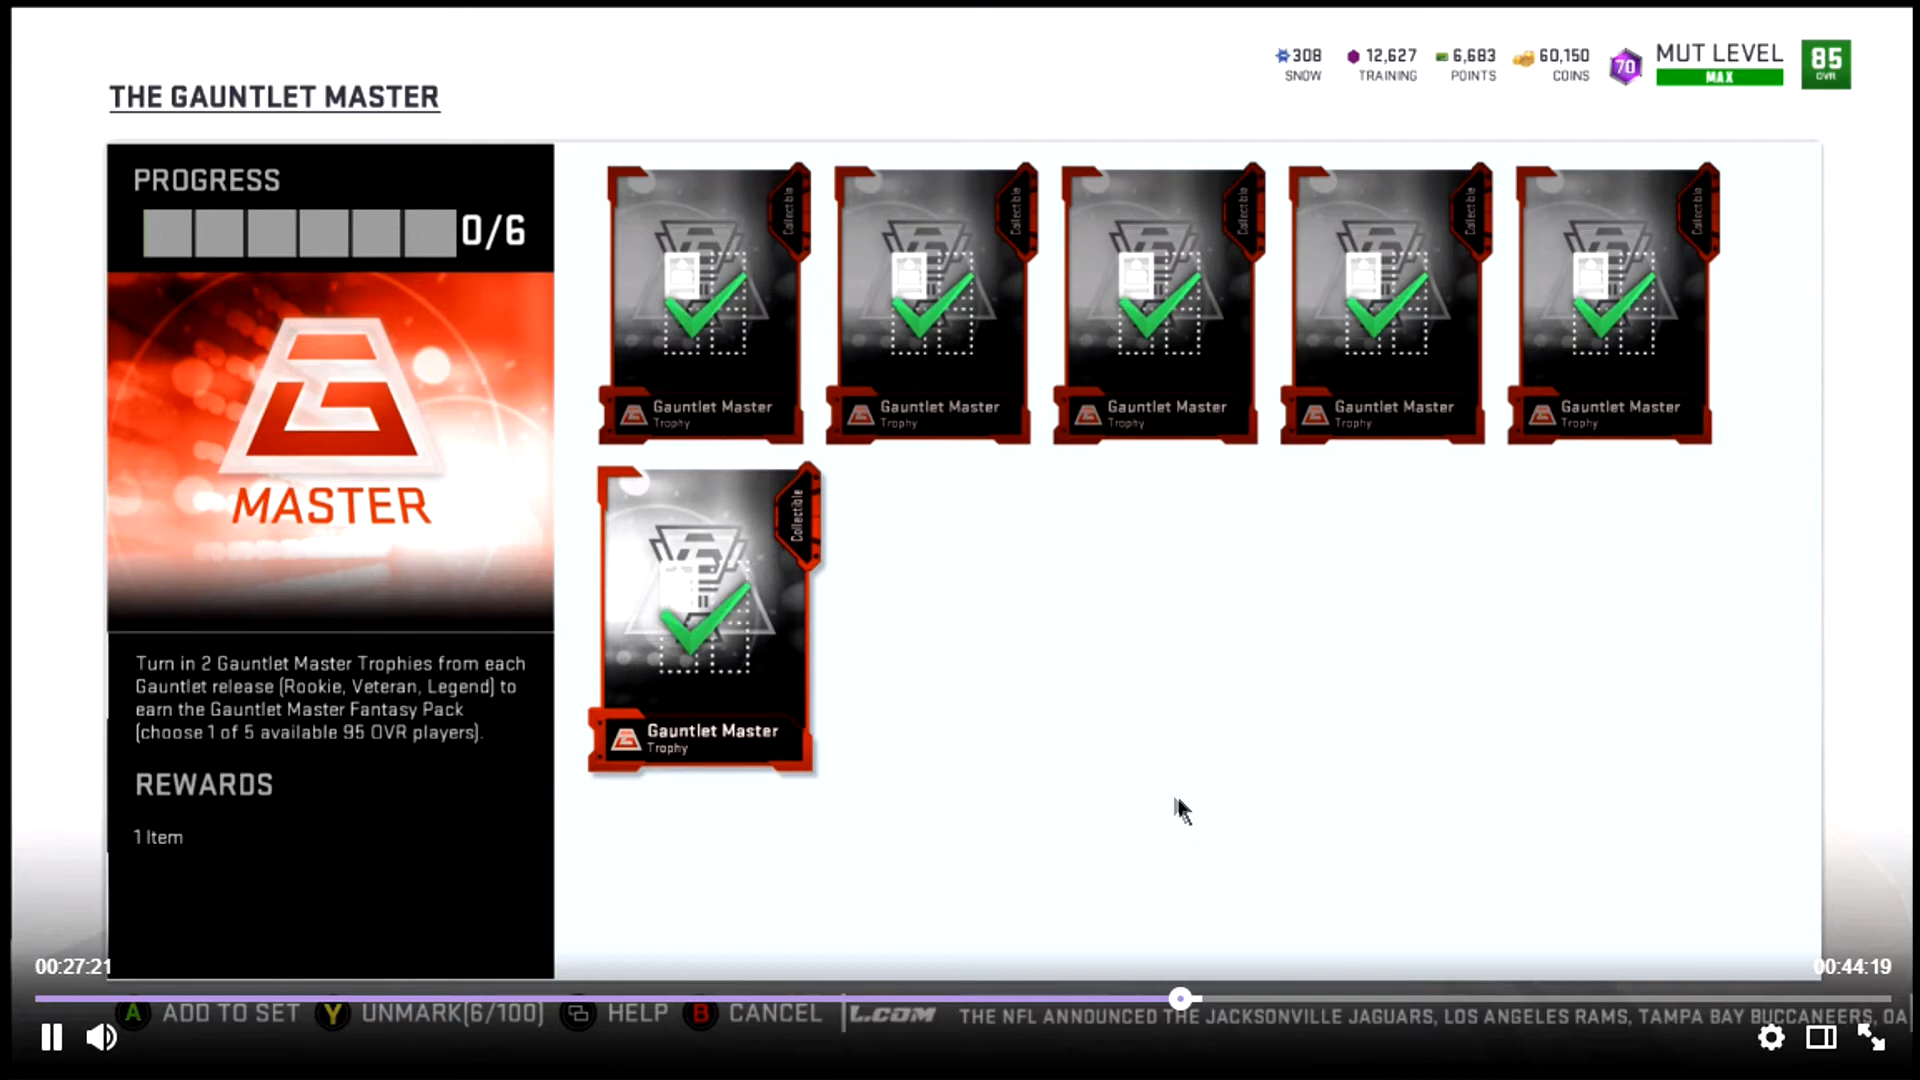 308
SNOW
12,627
TRAINING
6,683
POINTS
60,150
COINS
70
MUT LEVEL
MAX
85
OVR
THE GAUNTLET MASTER
PROGRESS
0/6
MASTER
Turn in 2 Gauntlet Master Trophies from each
Gauntlet release (Rookie, Veteran, Legend) to
earn the Gauntlet Master Fantasy Pack
(choose 1 of 5 available 95 OVR players).
REWARDS
1 Item
Collectible
Gauntlet Master
Trophy
Collectible
Gauntlet Master
Trophy
Collectible
Gauntlet Master
Trophy
Collectible
Gauntlet Master
Trophy
Collectible
Gauntlet Master
Trophy
Collectible
Gauntlet Master
Trophy
00:27:21
00:44:19
A ADD TO SET Y UNMARK(6/100) HELP B CANCEL L.COM THE NFL ANNOUNCED THE JACKSONVILLE JAGUARS, LOS ANGELES RAMS, TAMPA BAY BUCCANEERS, OA